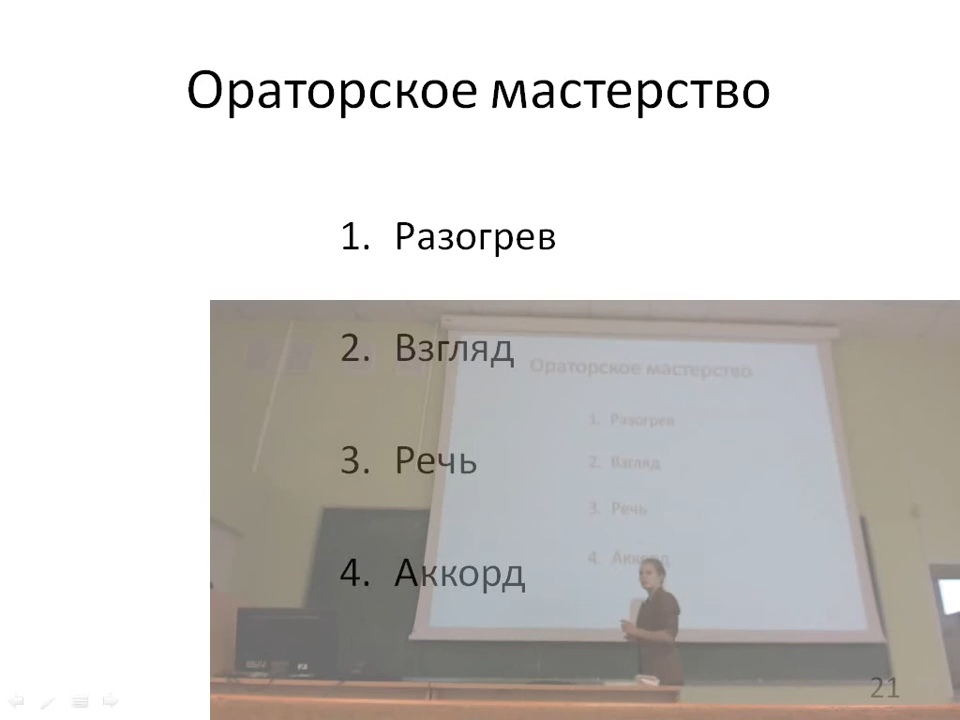 Ораторское мастерство
1. Разогрев
2. Взгляд
3. Речь
4. Аккорд
Ораторское мастерство
1. Разогрев
2. Взгляд
3. Речь
4. Аккорд
21